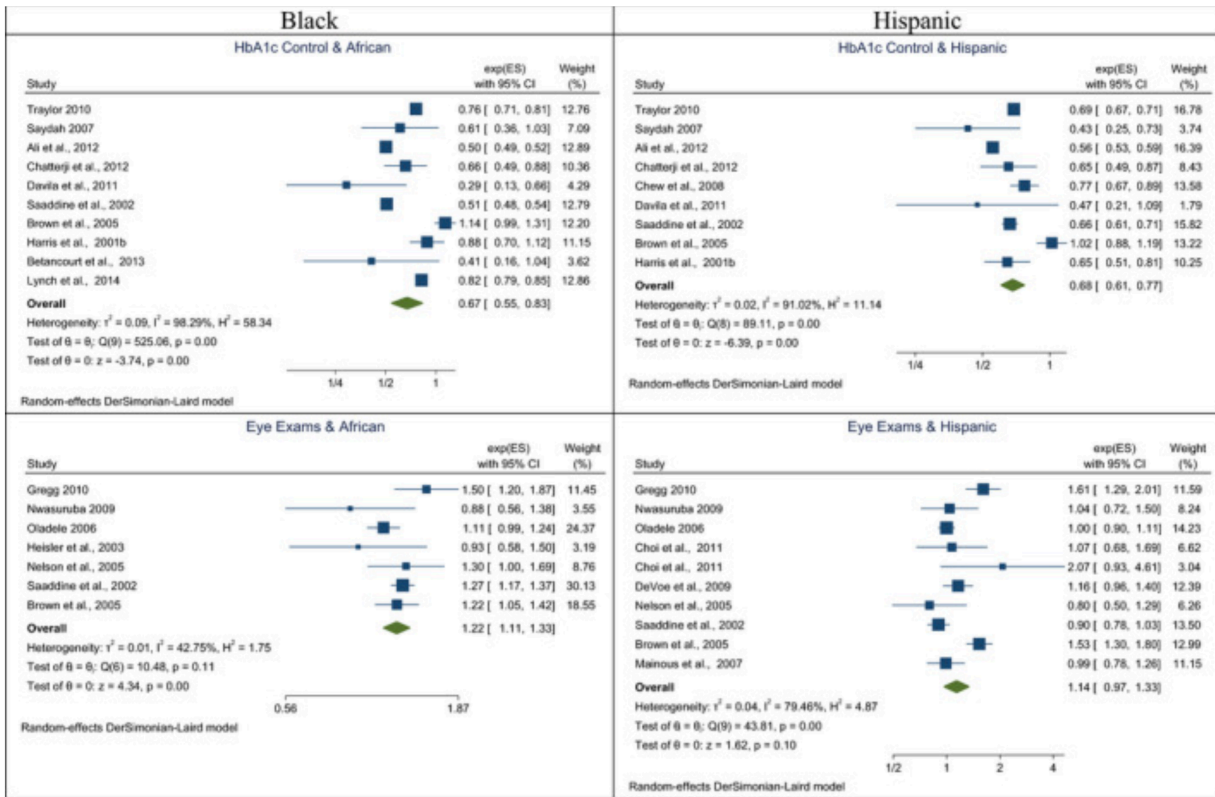 Black
Hispanic
HbA1c Control & African
exp(ES) Weight
Study with 95% CI (%)
Traylor 2010 0.76 [ 0.71, 0.81] 12.76
Saydah 2007 0.61 [ 0.36, 1.03] 7.09
Ali et al., 2012 0.50 [ 0.49, 0.52] 12.89
Chatterji et al., 2012 0.66 [ 0.49, 0.88] 10.36
Davila et al., 2011 0.29 [ 0.13, 0.66] 4.29
Saaddine et al., 2002 0.51 [ 0.48, 0.54] 12.79
Brown et al., 2005 1.14 [ 0.99, 1.31] 12.20
Harris et al., 2001b 0.88 [ 0.70, 1.12] 11.15
Betancourt et al., 2013 0.41 [ 0.16, 1.04] 3.62
Lynch et al., 2014 0.82 [ 0.79, 0.85] 12.86
Overall 0.67 [ 0.55, 0.83]
Heterogeneity: τ² = 0.09, I² = 98.29%, H² = 58.34
Test of θᵢ = θⱼ: Q(9) = 525.06, p = 0.00
Test of θ = 0: z = -3.74, p = 0.00
1/4 1/2 1
Random-effects DerSimonian-Laird model
HbA1c Control & Hispanic
exp(ES) Weight
Study with 95% CI (%)
Traylor 2010 0.69 [ 0.67, 0.71] 16.78
Saydah 2007 0.43 [ 0.25, 0.73] 3.74
Ali et al., 2012 0.56 [ 0.53, 0.59] 16.39
Chatterji et al., 2012 0.65 [ 0.49, 0.87] 8.43
Chew et al., 2008 0.77 [ 0.67, 0.89] 13.58
Davila et al., 2011 0.47 [ 0.21, 1.09] 1.79
Saaddine et al., 2002 0.66 [ 0.61, 0.71] 15.82
Brown et al., 2005 1.02 [ 0.88, 1.19] 13.22
Harris et al., 2001b 0.65 [ 0.51, 0.81] 10.25
Overall 0.68 [ 0.61, 0.77]
Heterogeneity: τ² = 0.02, I² = 91.02%, H² = 11.14
Test of θᵢ = θⱼ: Q(8) = 89.11, p = 0.00
Test of θ = 0: z = -6.39, p = 0.00
1/4 1/2 1
Random-effects DerSimonian-Laird model
Eye Exams & African
exp(ES) Weight
Study with 95% CI (%)
Gregg 2010 1.50 [ 1.20, 1.87] 11.45
Nwasuruba 2009 0.88 [ 0.56, 1.38] 3.55
Oladele 2006 1.11 [ 0.99, 1.24] 24.37
Heisler et al., 2003 0.93 [ 0.58, 1.50] 3.19
Nelson et al., 2005 1.30 [ 1.00, 1.69] 8.76
Saaddine et al., 2002 1.27 [ 1.17, 1.37] 30.13
Brown et al., 2005 1.22 [ 1.05, 1.42] 18.55
Overall 1.22 [ 1.11, 1.33]
Heterogeneity: τ² = 0.01, I² = 42.75%, H² = 1.75
Test of θᵢ = θⱼ: Q(6) = 10.48, p = 0.11
Test of θ = 0: z = 4.34, p = 0.00
0.56 1.87
Random-effects DerSimonian-Laird model
Eye Exams & Hispanic
exp(ES) Weight
Study with 95% CI (%)
Gregg 2010 1.61 [ 1.29, 2.01] 11.59
Nwasuruba 2009 1.04 [ 0.72, 1.50] 8.24
Oladele 2006 1.00 [ 0.90, 1.11] 14.23
Choi et al., 2011 1.07 [ 0.68, 1.69] 6.62
Choi et al., 2011 2.07 [ 0.93, 4.61] 3.04
DeVoe et al., 2009 1.16 [ 0.96, 1.40] 12.39
Nelson et al., 2005 0.80 [ 0.50, 1.29] 6.26
Saaddine et al., 2002 0.90 [ 0.78, 1.03] 13.50
Brown et al., 2005 1.53 [ 1.30, 1.80] 12.99
Mainous et al., 2007 0.99 [ 0.78, 1.26] 11.15
Overall 1.14 [ 0.97, 1.33]
Heterogeneity: τ² = 0.04, I² = 79.46%, H² = 4.87
Test of θᵢ = θⱼ: Q(9) = 43.81, p = 0.00
Test of θ = 0: z = 1.62, p = 0.10
1/2 1 2 4
Random-effects DerSimonian-Laird model